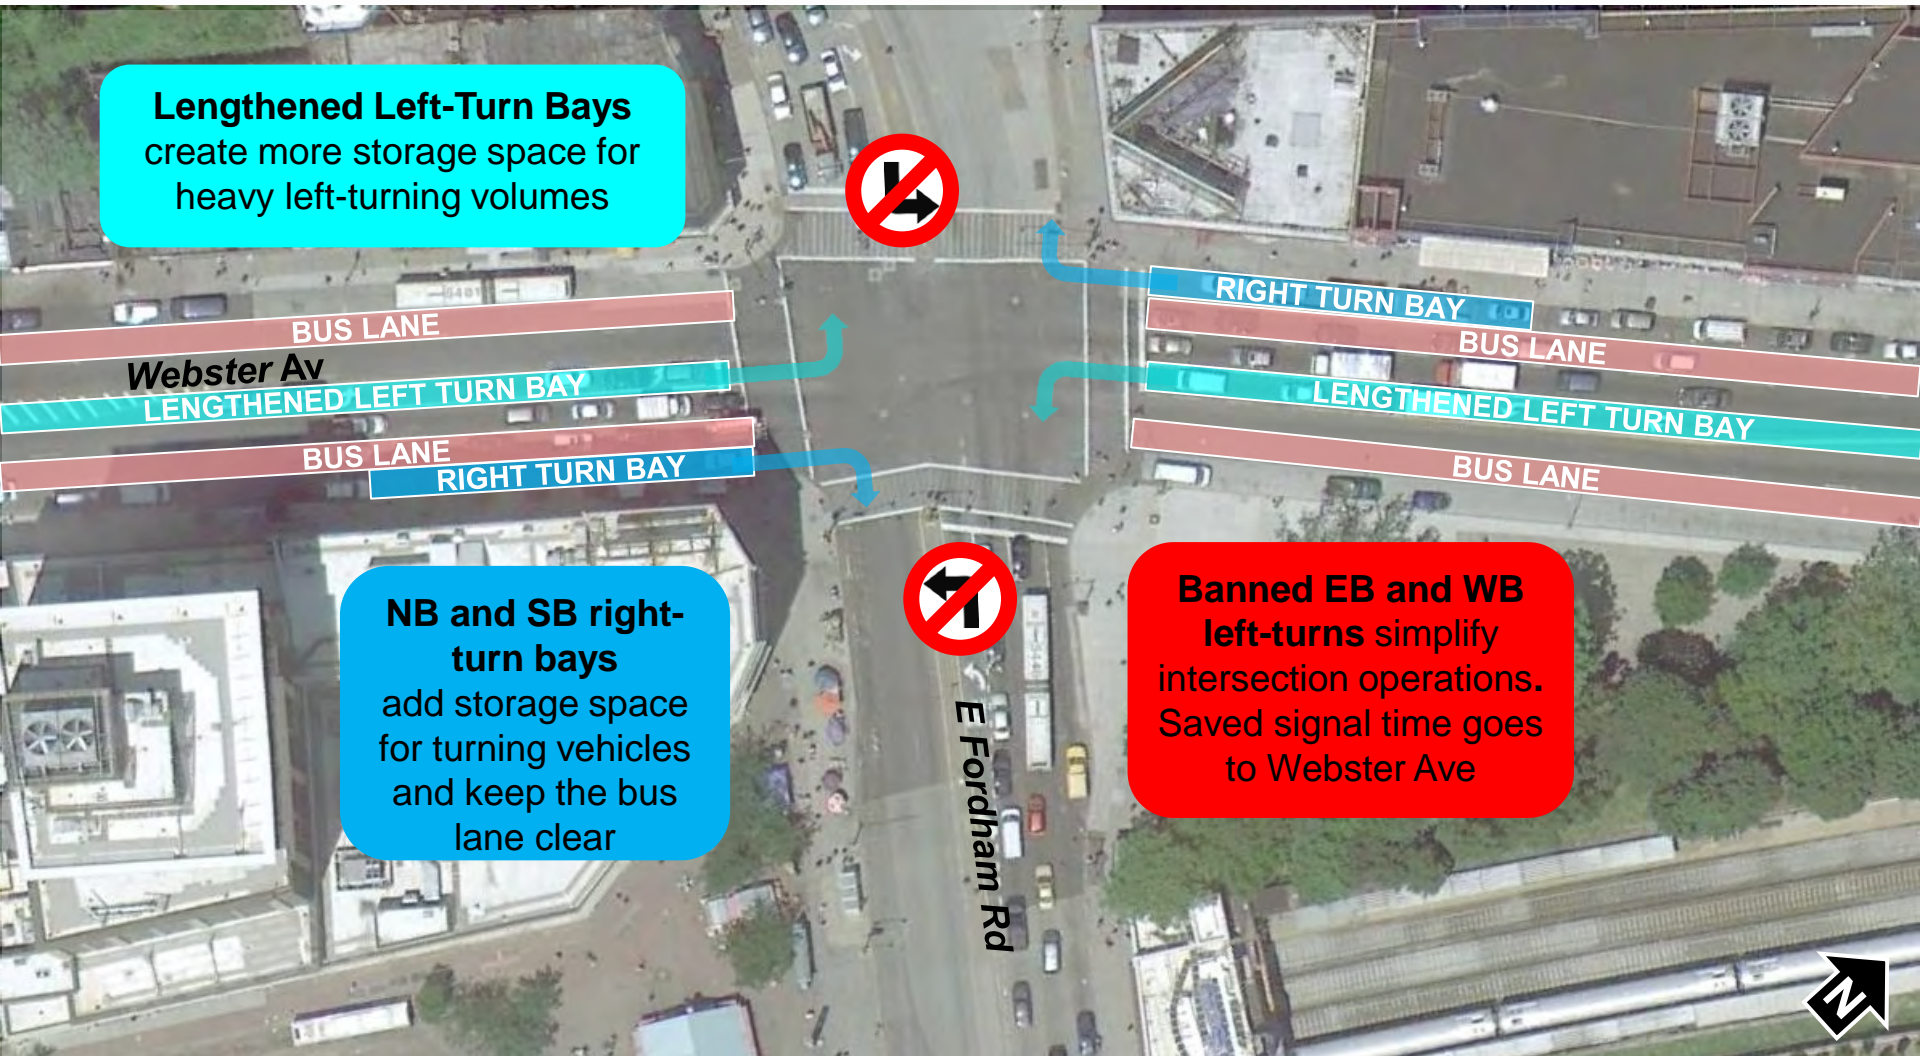 Lengthened Left-Turn Bays
create more storage space for
heavy left-turning volumes
RIGHT TURN BAY
BUS LANE
BUS LANE
Webster Av
LENGTHENED LEFT TURN BAY
LENGTHENED LEFT TURN BAY
BUS LANE
RIGHT TURN BAY
BUS LANE
NB and SB right-
turn bays
add storage space
for turning vehicles
and keep the bus
lane clear
Banned EB and WB
left-turns simplify
intersection operations.
Saved signal time goes
to Webster Ave
E Fordham Rd
N